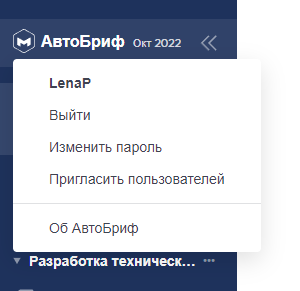 АвтоБриф Окт 2022
LenaP
Выйти
Изменить пароль
Пригласить пользователей
Об АвтоБриф
Разработка техническ...